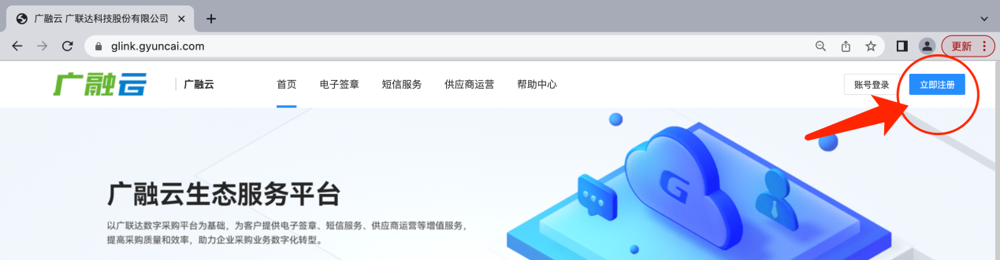 广融云 广联达科技股份有限公司
glink.gyuncai.com
更新
广融云 广融云 首页 电子签章 短信服务 供应商运营 帮助中心 账号登录 立即注册
G
广融云生态服务平台
以广联达数字采购平台为基础，为客户提供电子签章、短信服务、供应商运营等增值服务，
提高采购质量和效率，助力企业采购业务数字化转型。